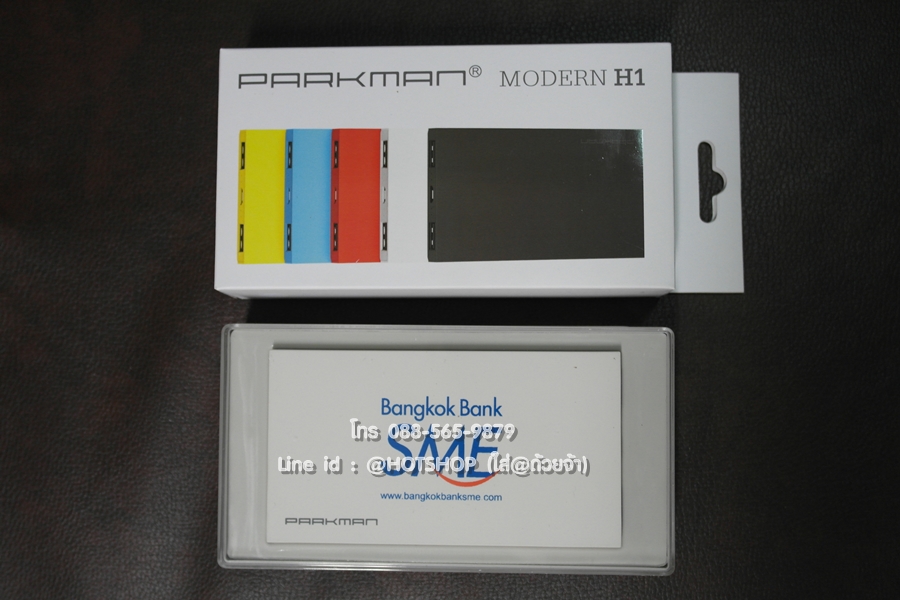 PARKMAN® MODERN H1
Bangkok Bank
SME
โทร 088-565-9879
Line id : @HOTSHOP (ใส่@ด้วยจ้า)
www.bangkokbanksme.com
PARKMAN